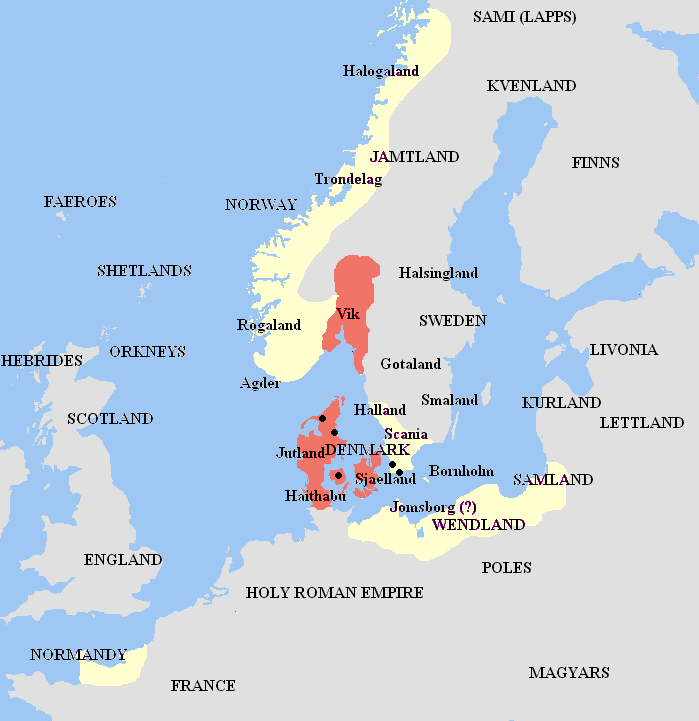 SAMI (LAPPS)
Halogaland
KVENLAND
JAMTLAND
FINNS
Trondelag
FAEROES
NORWAY
SHETLANDS
Halsingland
Vik
SWEDEN
Rogaland
ORKNEYS
LIVONIA
HEBRIDES
Gotaland
Agder
Smaland
KURLAND
Halland
SCOTLAND
LETTLAND
Scania
DENMARK
Jutland
Bornholm
Sjaelland
SAMLAND
Haithabu
Jomsborg (?)
WENDLAND
ENGLAND
POLES
HOLY ROMAN EMPIRE
NORMANDY
MAGYARS
FRANCE